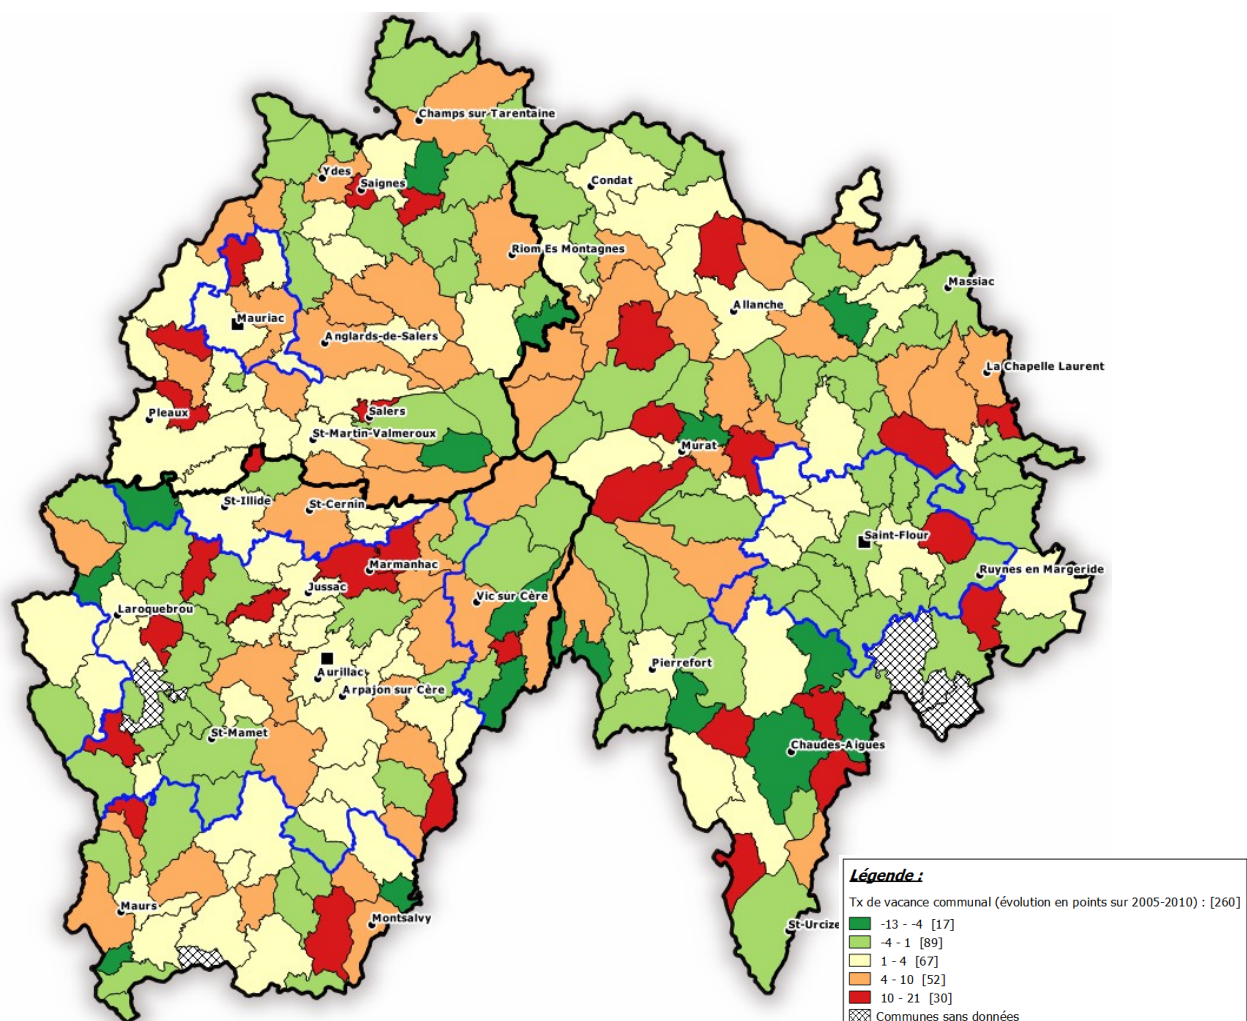 Champs sur Tarentaine
Ydes
Saignes
Condat
Riom Es Montagnes
Massiac
Allanche
Mauriac
Anglards-de-Salers
La Chapelle Laurent
Pleaux
Salers
St-Martin-Valmeroux
Murat
St-Illide
St-Cernin
Saint-Flour
Marmanhac
Ruynes en Margeride
Jussac
Vic sur Cère
Laroquebrou
Pierrefort
Aurillac
Arpajon sur Cère
St-Mamet
Chaudes-Aigues
Maurs
Montsalvy
St-Urcize
Légende :
Tx de vacance communal (évolution en points sur 2005-2010) : [260]
-13 - -4 [17]
-4 - 1 [89]
1 - 4 [67]
4 - 10 [52]
10 - 21 [30]
Communes sans données